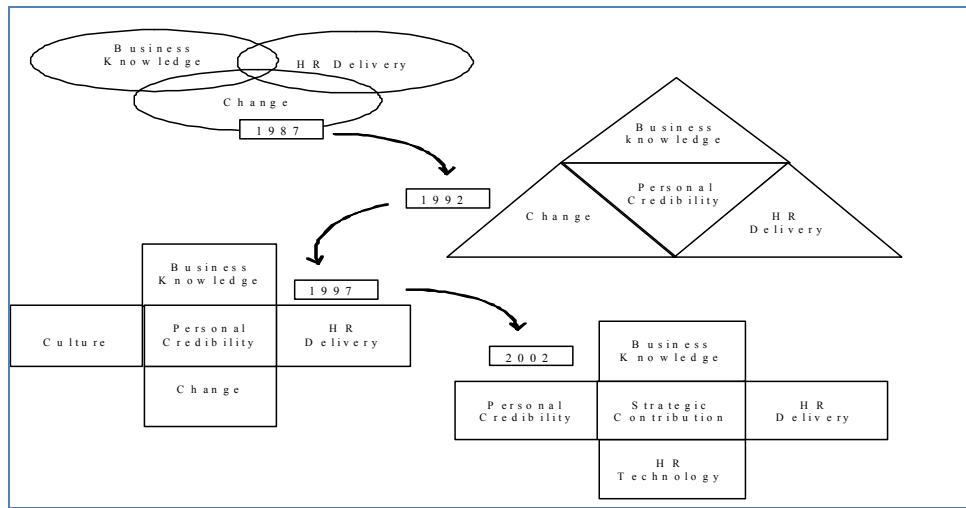 Business
Knowledge
HR Delivery
Change
1987
1992
Business
knowledge
Personal
Credibility
Change
HR
Delivery
1997
Business
Knowledge
Culture
Personal
Credibility
HR
Delivery
Change
2002
Business
Knowledge
Personal
Credibility
Strategic
Contribution
HR
Delivery
HR
Technology